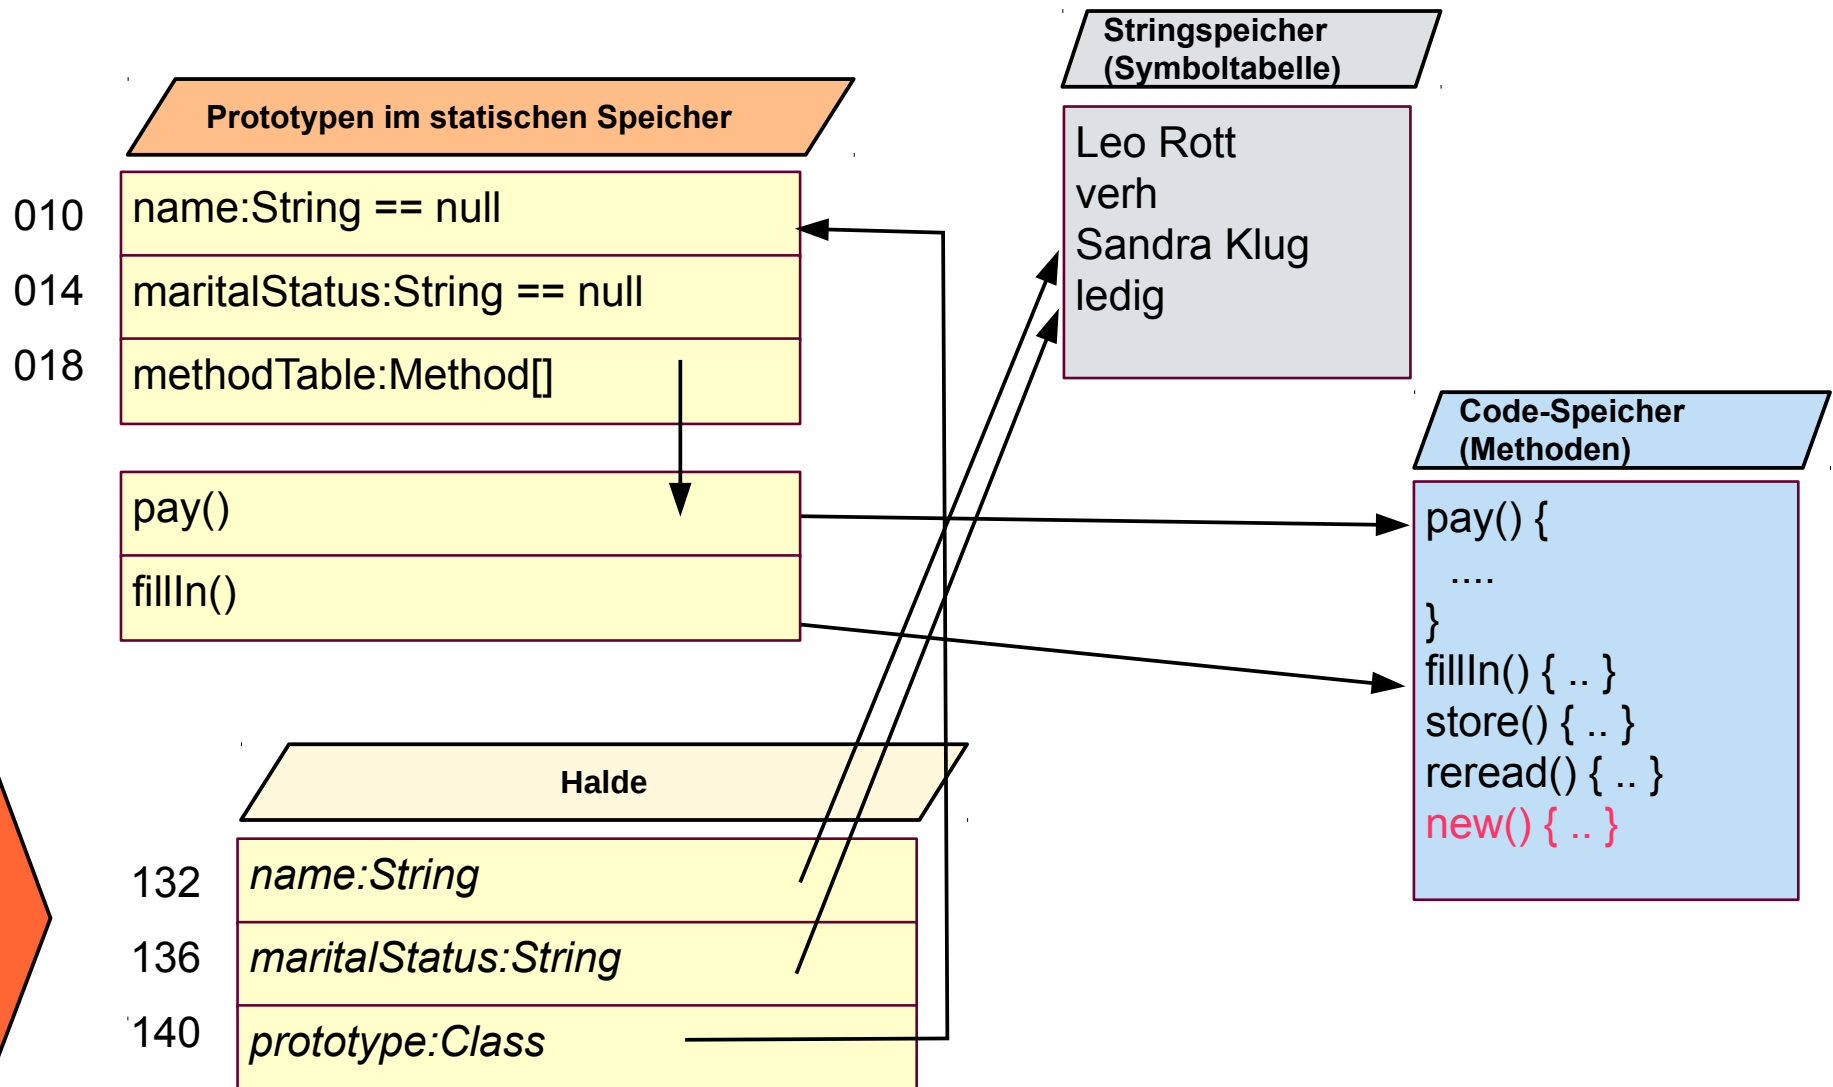 Prototypen im statischen Speicher
010
name:String == null
014
maritalStatus:String == null
018
methodTable:Method[]
pay()
fillIn()
Stringspeicher
(Symboltabelle)
Leo Rott
verh
Sandra Klug
ledig
Code-Speicher
(Methoden)
pay() {
....
}
fillIn() { .. }
store() { .. }
reread() { .. }
new() { .. }
Halde
132
name:String
136
maritalStatus:String
140
prototype:Class